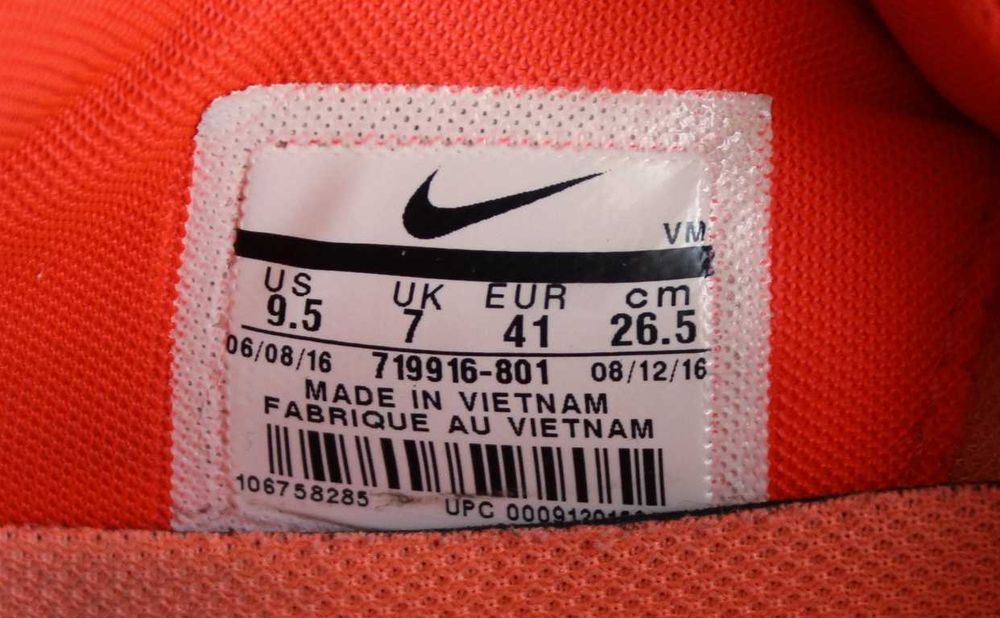 VM
US UK EUR cm
9.5 7 41 26.5
06/08/16 719916-801 08/12/16
MADE IN VIETNAM
FABRIQUE AU VIETNAM
106758285
UPC